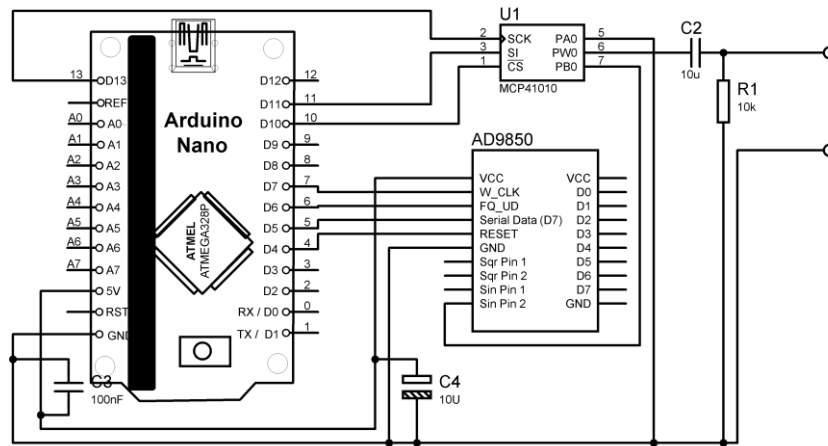 U1
2 SCK PA0 5
3 SI PW0 6
1 CS PB0 7
MCP41010
C2
10u
R1
10k
13 D13 D12 12
REF D11 11
A0 A0 D10 10
A1 A1 D9 9
A2 A2 D8 8
A3 A3 D7 7
A4 A4 D6 6
A5 A5 D5 5
A6 A6 D4 4
A7 A7 D3 3
5V D2 2
RST RX / D0 0
GND TX / D1 1
Arduino
Nano
ATMEL
ATMEGA328P
AD9850
VCC VCC
W_CLK D0
FQ_UD D1
Serial Data (D7) D2
RESET D3
GND D4
Sqr Pin 1 D5
Sqr Pin 2 D6
Sin Pin 1 D7
Sin Pin 2 GND
C3
100nF
C4
10U